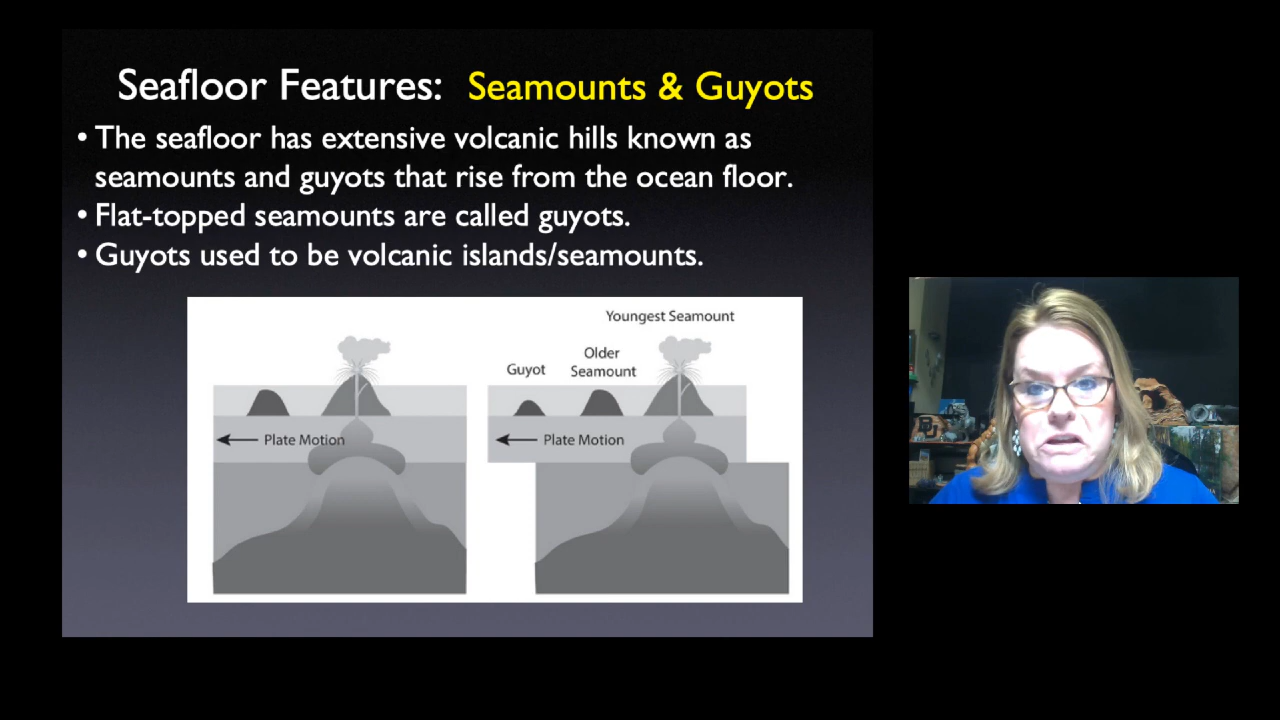 Seafloor Features: Seamounts & Guyots
• The seafloor has extensive volcanic hills known as
seamounts and guyots that rise from the ocean floor.
• Flat-topped seamounts are called guyots.
• Guyots used to be volcanic islands/seamounts.
Youngest Seamount
Older
Seamount
Guyot
Plate Motion
Plate Motion